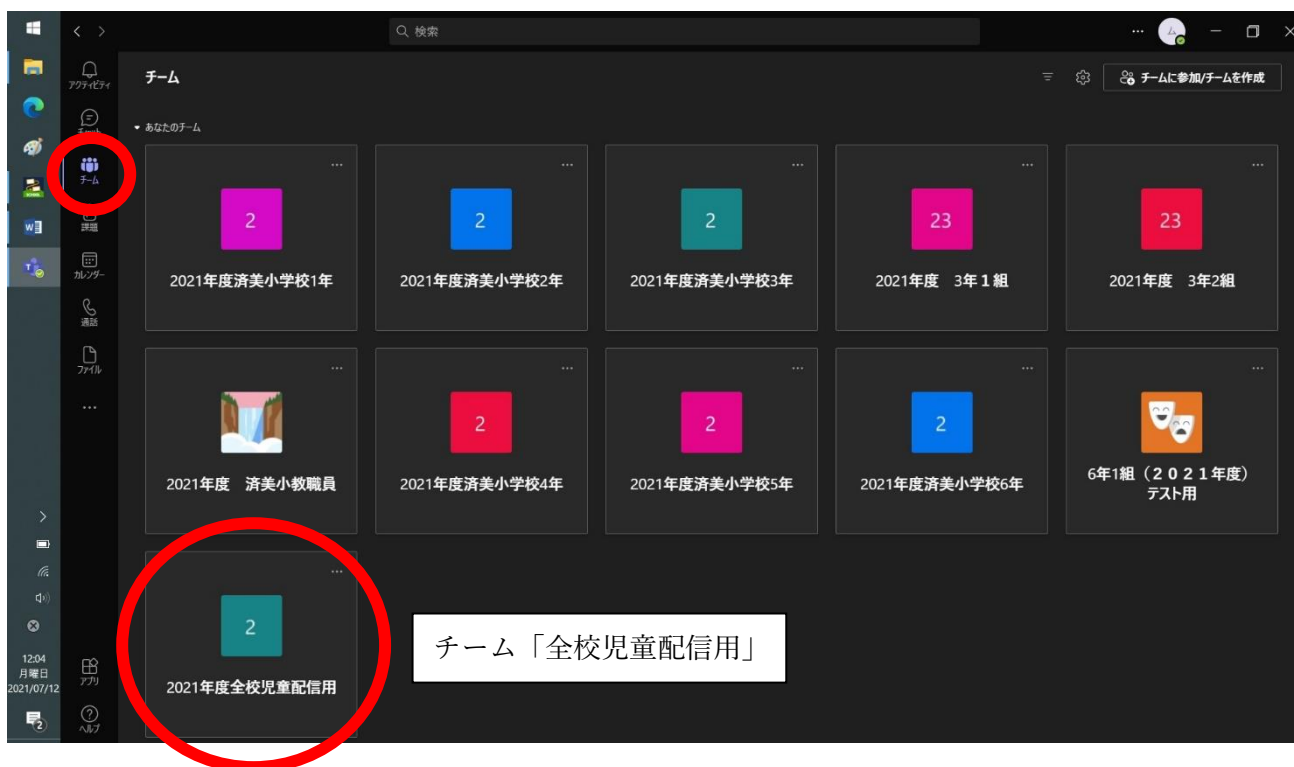 検索
アクティビティ
チーム
チームに参加/チームを作成
あなたのチーム
チャット
チーム
課題
カレンダー
通話
ファイル
2
2021年度済美小学校1年
2
2021年度済美小学校2年
2
2021年度済美小学校3年
23
2021年度　3年１組
23
2021年度　3年2組
2021年度　済美小教職員
2
2021年度済美小学校4年
2
2021年度済美小学校5年
2
2021年度済美小学校6年
6年1組（２０２１年度）
テスト用
2
2021年度全校児童配信用
チーム「全校児童配信用」
12:04
月曜日
2021/07/12
2
アプリ
ヘルプ